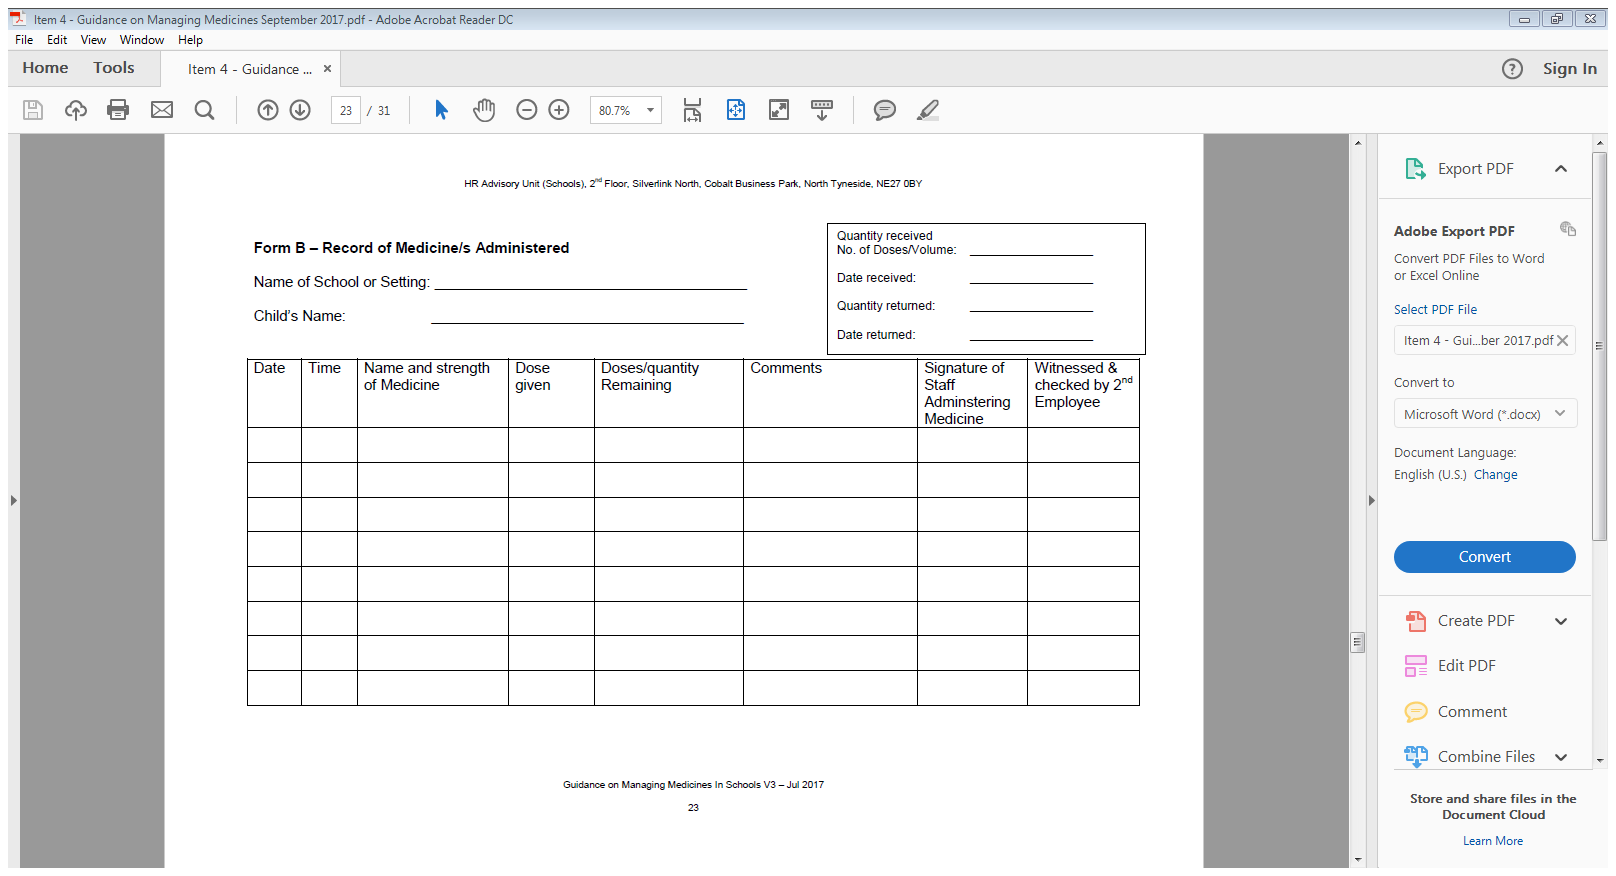 Item 4 - Guidance on Managing Medicines September 2017.pdf - Adobe Acrobat Reader DC
File Edit View Window Help
Home Tools Item 4 - Guidance ... × ? Sign In
23 / 31 80.7%
HR Advisory Unit (Schools), 2nd Floor, Silverlink North, Cobalt Business Park, North Tyneside, NE27 0BY
Form B – Record of Medicine/s Administered
Name of School or Setting:
Child's Name:
Quantity received
No. of Doses/Volume:
Date received:
Quantity returned:
Date returned:
Date
Time
Name and strength
of Medicine
Dose
given
Doses/quantity
Remaining
Comments
Signature of
Staff
Adminstering
Medicine
Witnessed &
checked by 2nd
Employee
Guidance on Managing Medicines In Schools V3 – Jul 2017
23
Export PDF
Adobe Export PDF
Convert PDF Files to Word
or Excel Online
Select PDF File
Item 4 - Gui...ber 2017.pdf
Convert to
Microsoft Word (*.docx)
Document Language:
English (U.S.) Change
Convert
Create PDF
Edit PDF
Comment
Combine Files
Store and share files in the
Document Cloud
Learn More